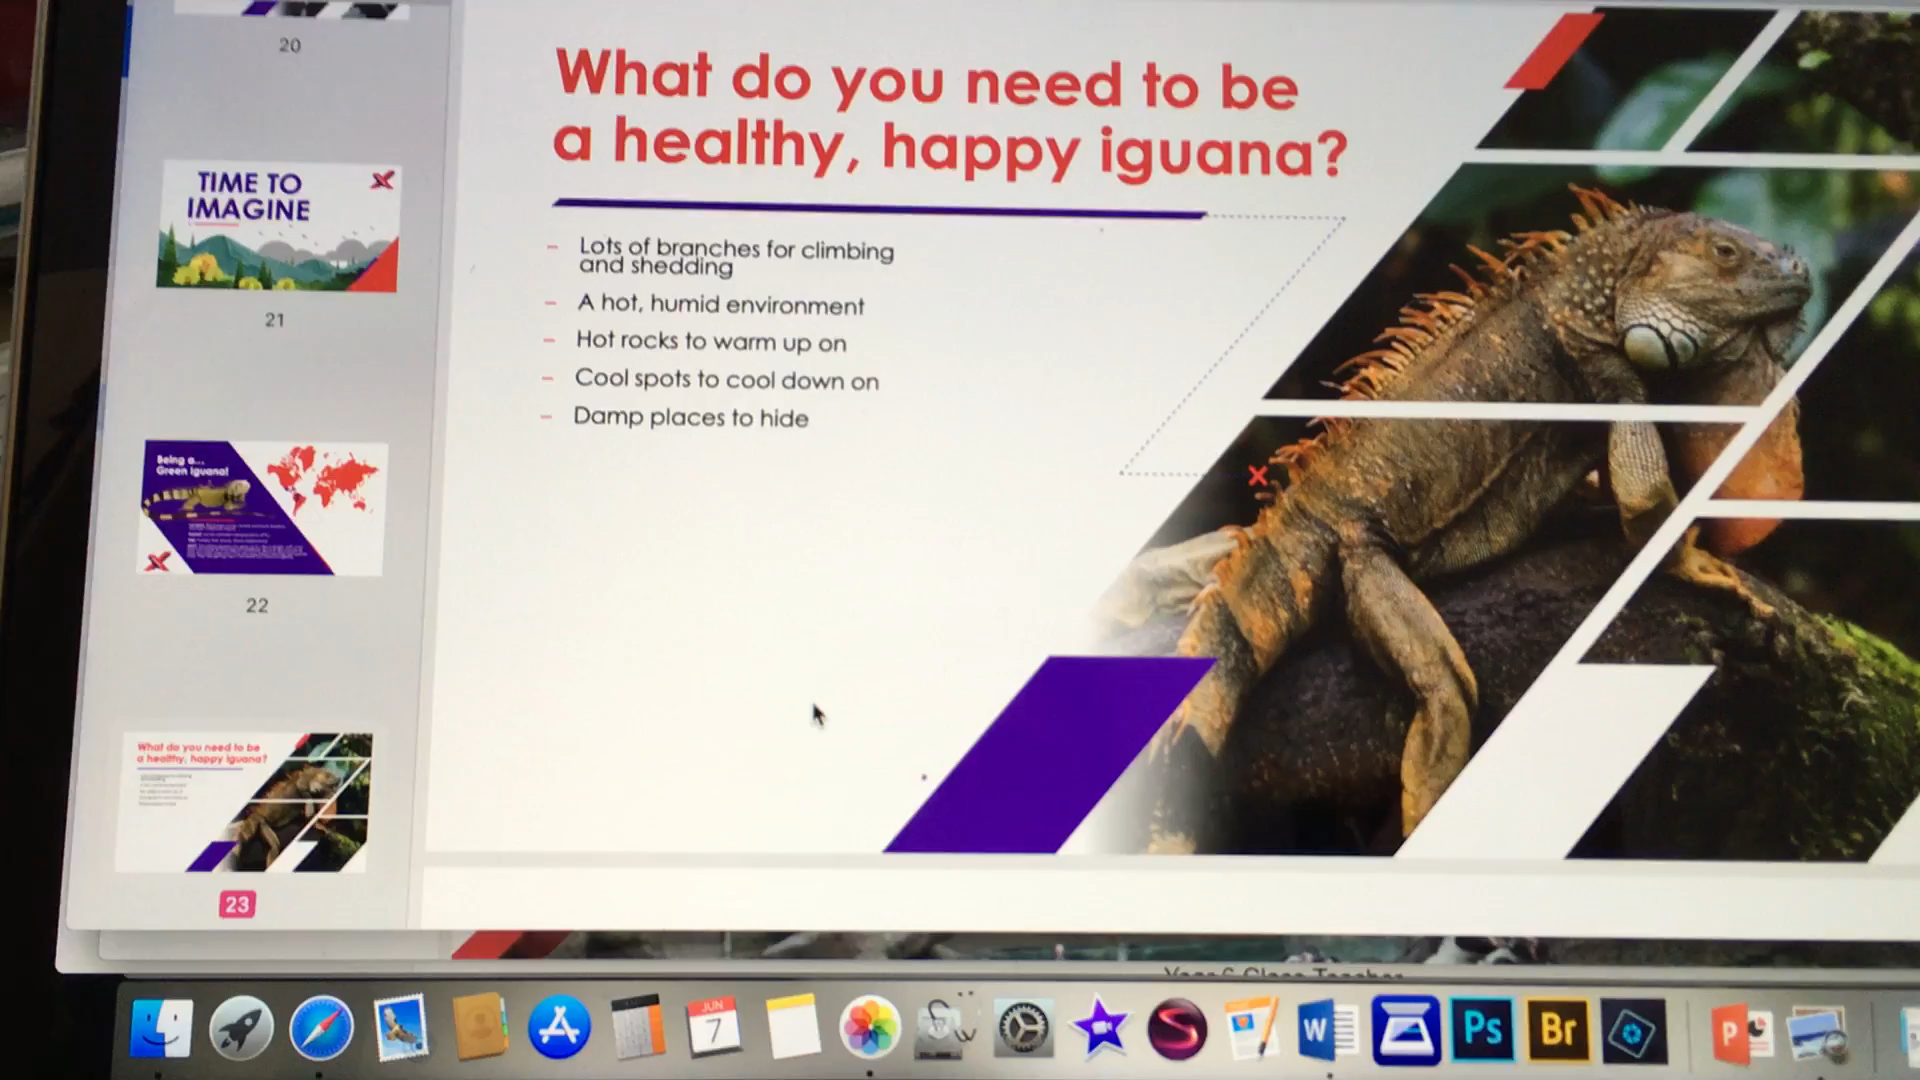 20
TIME TO
IMAGINE
21
Being a...
Green Iguana!
22
What do you need to be
a healthy, happy iguana?
23
What do you need to be
a healthy, happy iguana?
– Lots of branches for climbing
and shedding
– A hot, humid environment
– Hot rocks to warm up on
– Cool spots to cool down on
– Damp places to hide
JUN
7
W
Ps
Br
P